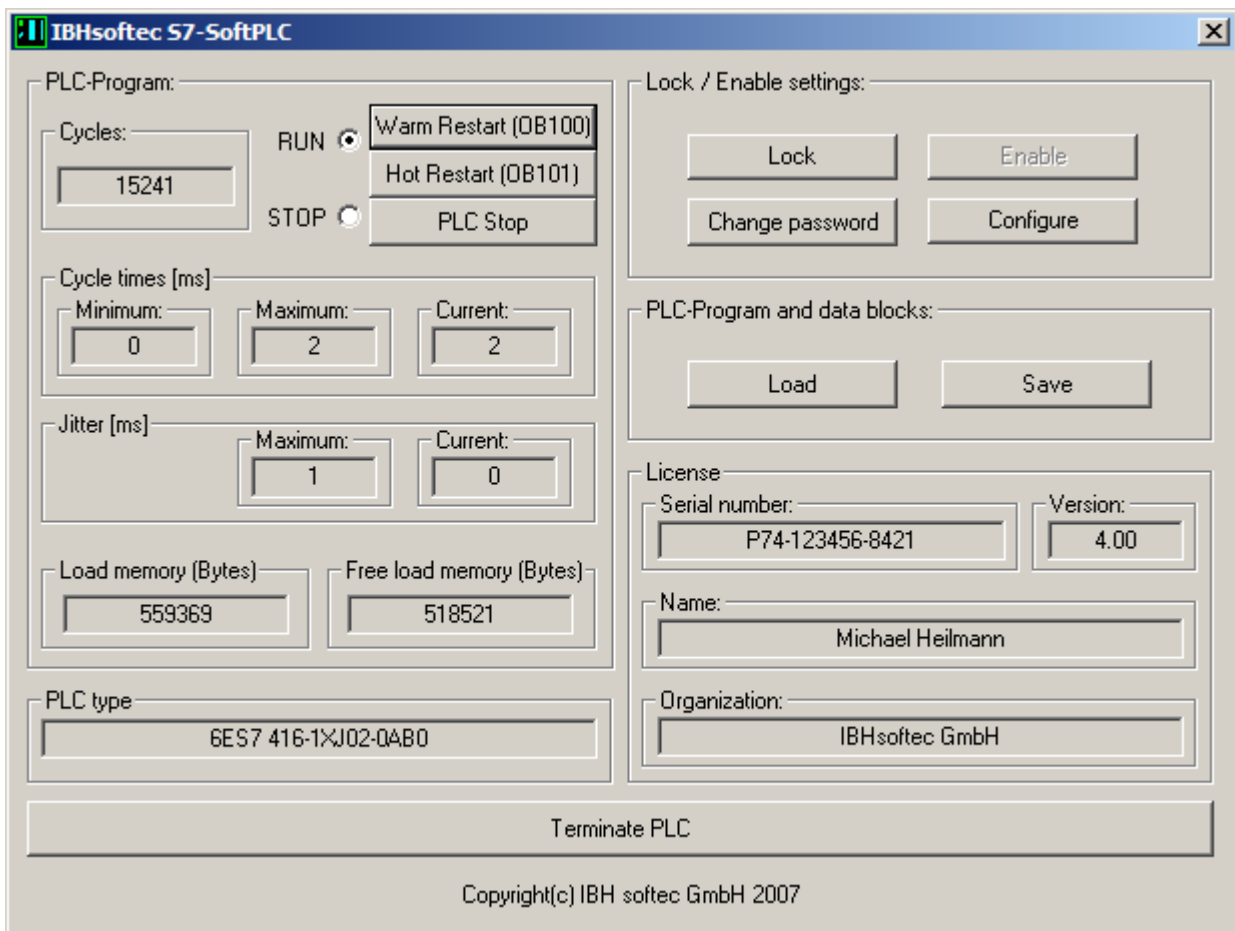 IBHsoftec S7-SoftPLC
PLC-Program:
Cycles:
15241
RUN
Warm Restart (OB100)
Hot Restart (OB101)
STOP
PLC Stop
Cycle times [ms]
Minimum:
0
Maximum:
2
Current:
2
Jitter [ms]
Maximum:
1
Current:
0
Load memory (Bytes)
559369
Free load memory (Bytes)
518521
PLC type
6ES7 416-1XJ02-0AB0
Lock / Enable settings:
Lock
Enable
Change password
Configure
PLC-Program and data blocks:
Load
Save
License
Serial number:
P74-123456-8421
Version:
4.00
Name:
Michael Heilmann
Organization:
IBHsoftec GmbH
Terminate PLC
Copyright(c) IBH softec GmbH 2007